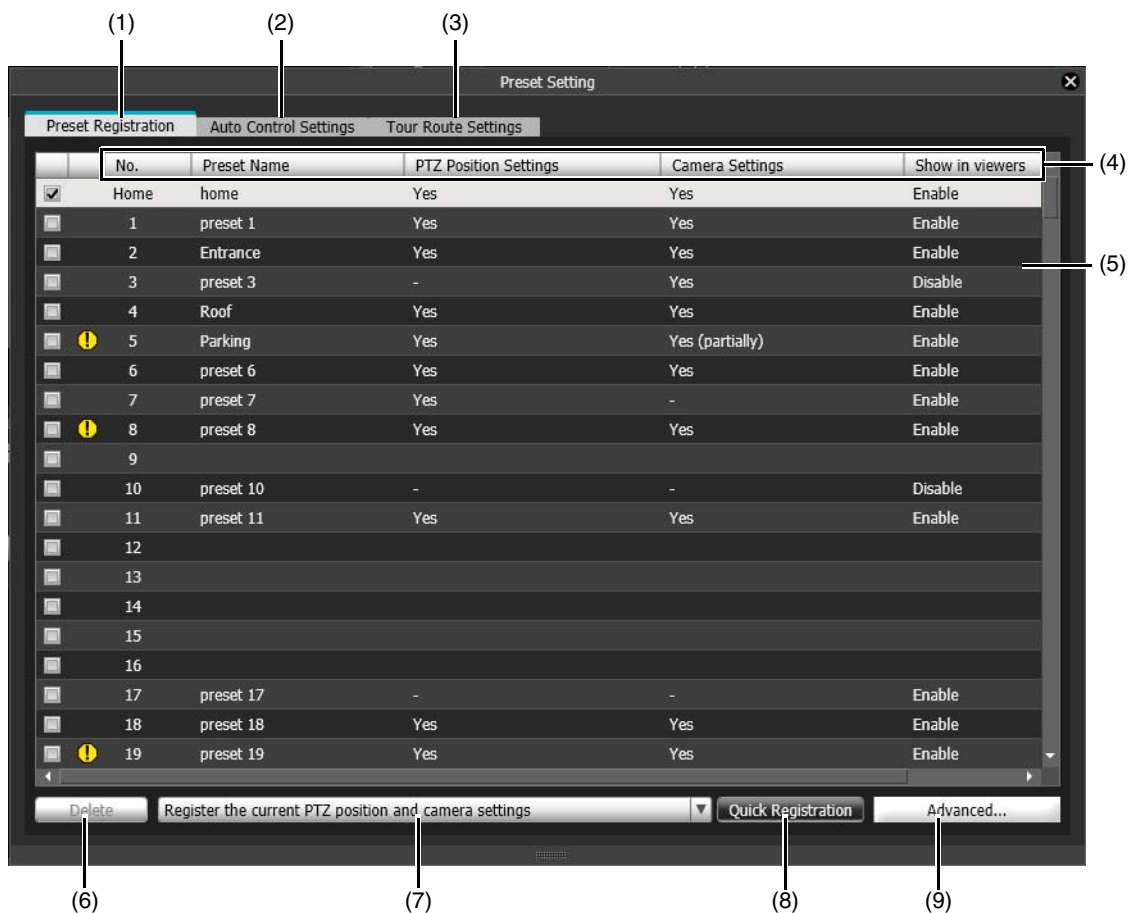 (1) (2) (3)
Preset Setting
Preset Registration Auto Control Settings Tour Route Settings
No. Preset Name PTZ Position Settings Camera Settings Show in viewers (4)
Home home Yes Yes Enable
1 preset 1 Yes Yes Enable
2 Entrance Yes Yes Enable
(5)
3 preset 3 - Yes Disable
4 Roof Yes Yes Enable
5 Parking Yes Yes (partially) Enable
6 preset 6 Yes Yes Enable
7 preset 7 Yes - Enable
8 preset 8 Yes Yes Enable
9
10 preset 10 - - Disable
11 preset 11 Yes Yes Enable
12
13
14
15
16
17 preset 17 - - Enable
18 preset 18 Yes Yes Enable
19 preset 19 Yes Yes Enable
Delete Register the current PTZ position and camera settings Quick Registration Advanced...
(6) (7) (8) (9)